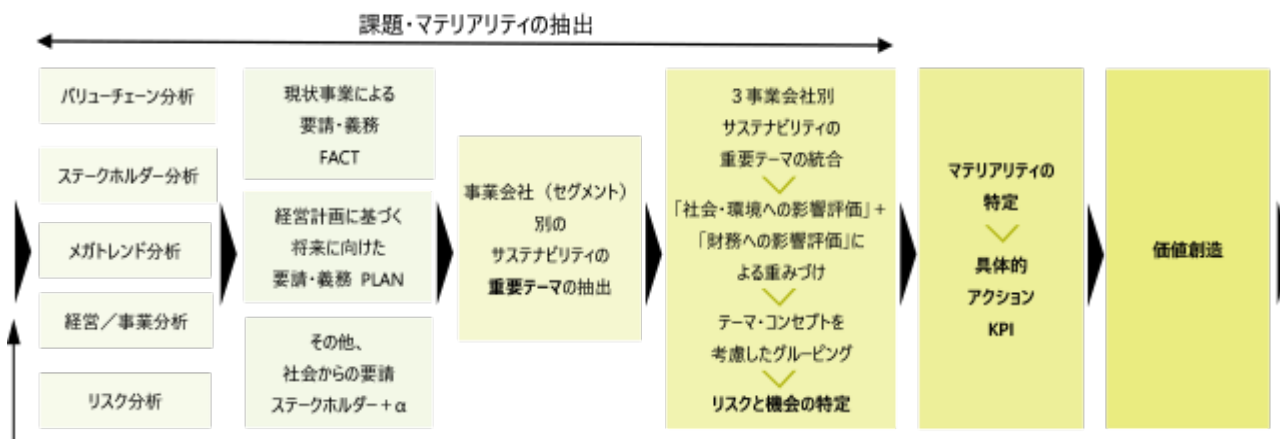 課題・マテリアリティの抽出
バリューチェーン分析
ステークホルダー分析
メガトレンド分析
経営／事業分析
リスク分析
現状事業による
要請・義務
FACT
経営計画に基づく
将来に向けた
要請・義務 PLAN
その他、
社会からの要請
ステークホルダー＋α
事業会社（セグメント）
別の
サステナビリティの
重要テーマの抽出
３事業会社別
サステナビリティの
重要テーマの統合
「社会・環境への影響評価」＋
「財務への影響評価」に
よる重みづけ
テーマ・コンセプトを
考慮したグルーピング
リスクと機会の特定
マテリアリティの
特定
具体的
アクション
KPI
価値創造